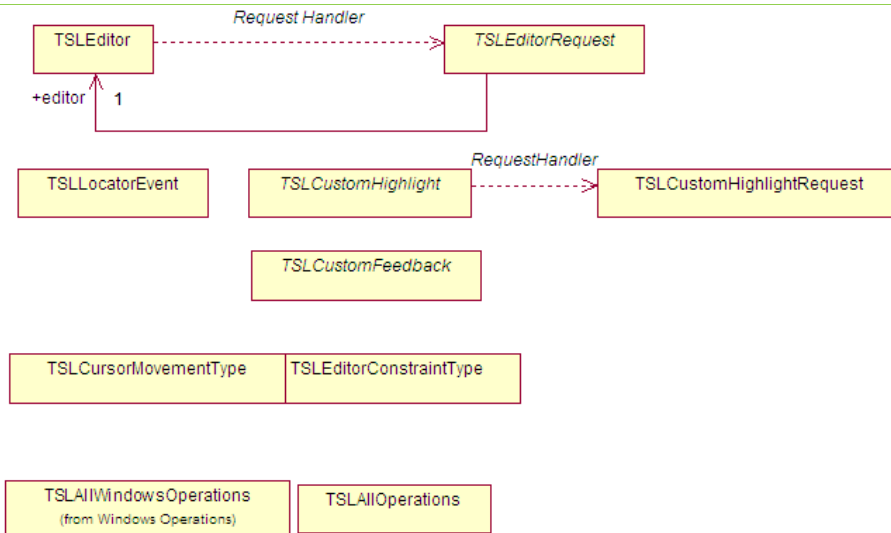 Request Handler
TSLEditor
TSLEditorRequest
+editor
1
RequestHandler
TSLLocatorEvent
TSLCustomHighlight
TSLCustomHighlightRequest
TSLCustomFeedback
TSLCursorMovementType
TSLEditorConstraintType
TSLAllWindowsOperations
(from Windows Operations)
TSLAllOperations